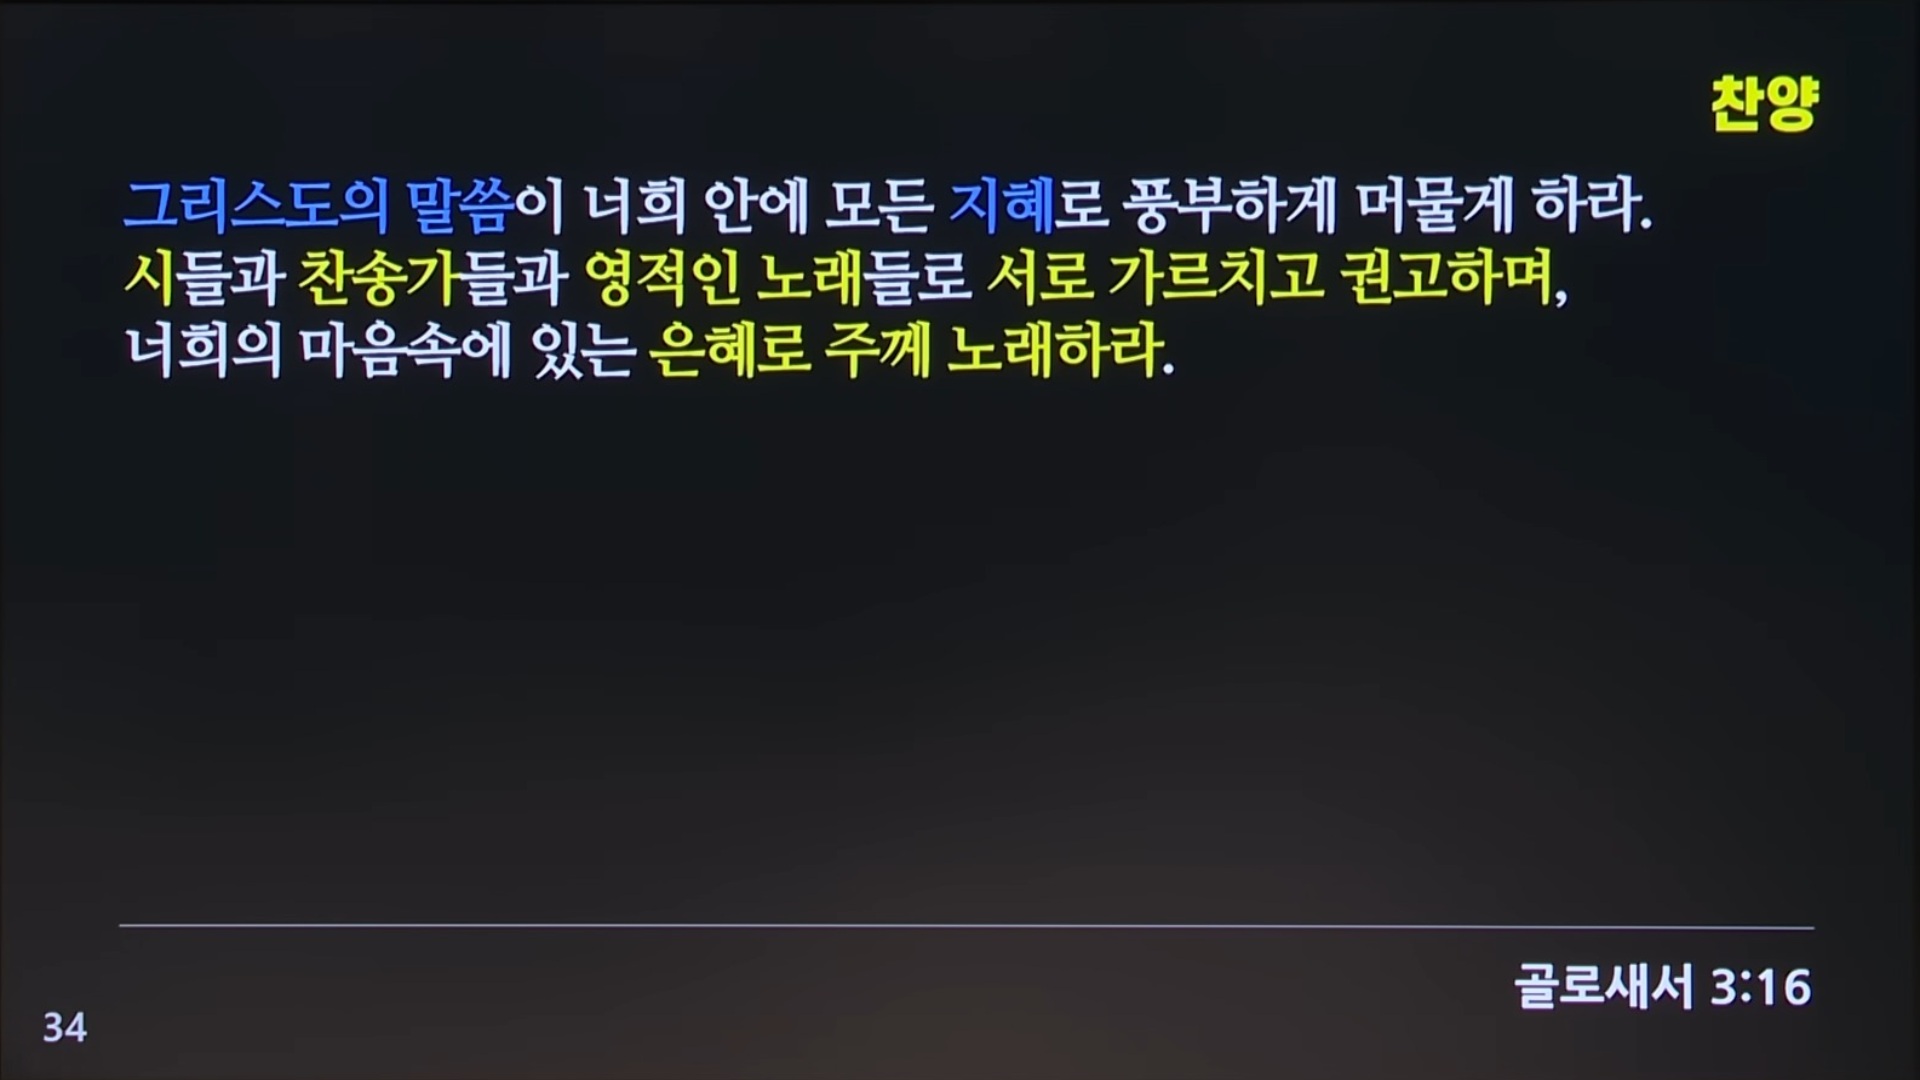 찬양
그리스도의 말씀이 너희 안에 모든 지혜로 풍부하게 머물게 하라.
시들과 찬송가들과 영적인 노래들로 서로 가르치고 권고하며,
너희의 마음속에 있는 은혜로 주께 노래하라.
골로새서 3:16
34